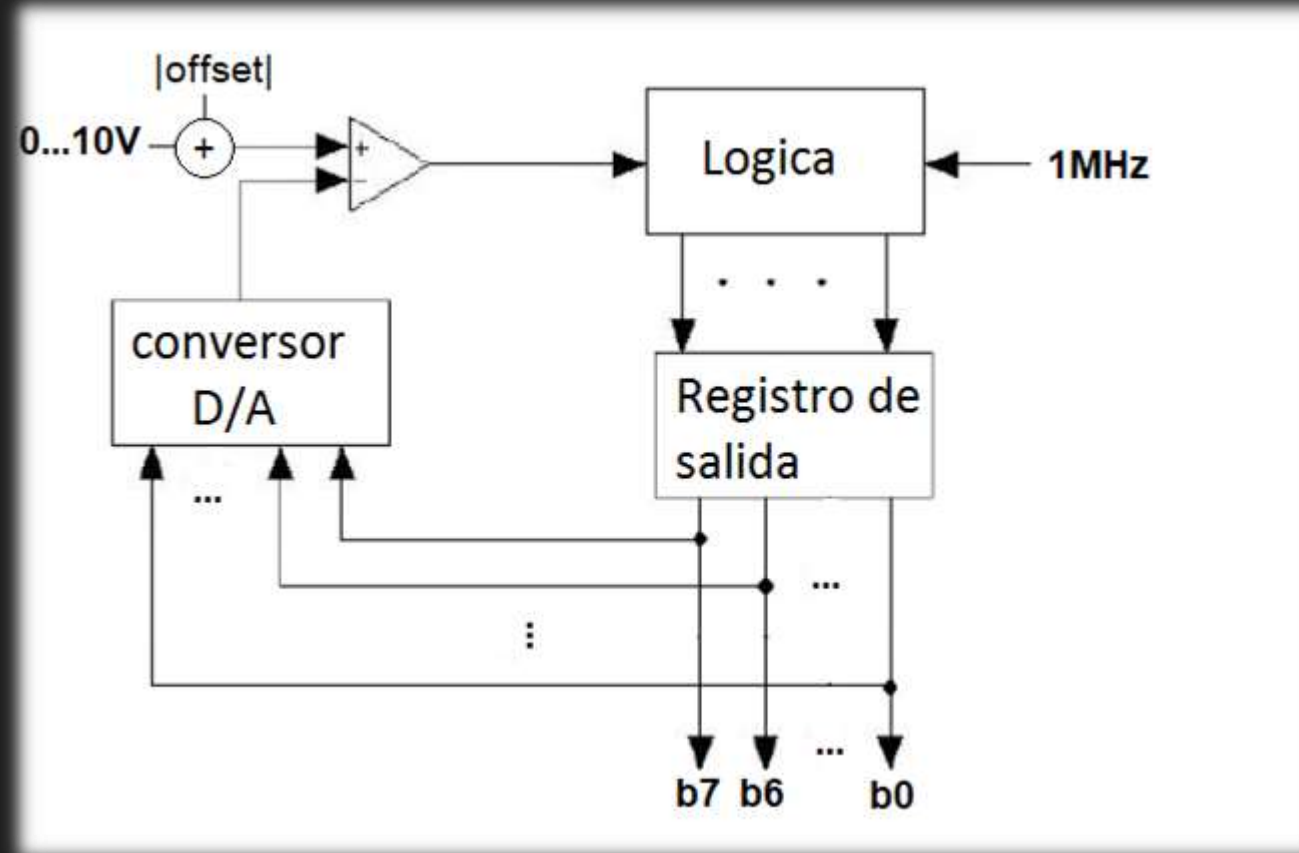 |offset|
0...10V
+
+
−
Logica
1MHz
. . .
conversor
D/A
Registro de
salida
...
...
...
...
b7 b6 b0